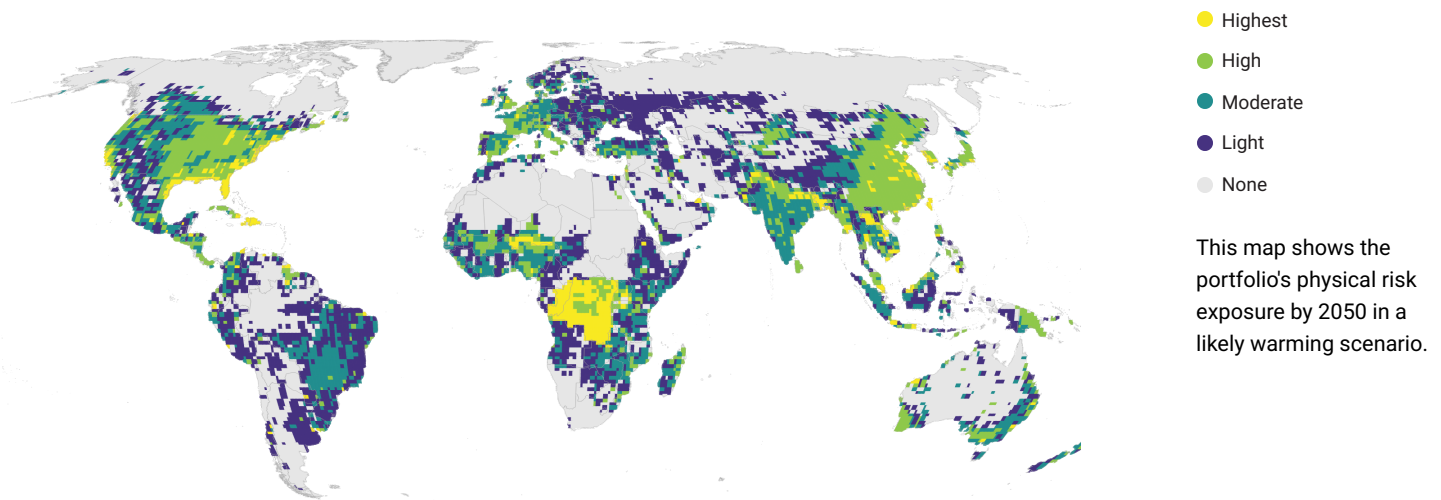 Highest
High
Moderate
Light
None
This map shows the
portfolio's physical risk
exposure by 2050 in a
likely warming scenario.